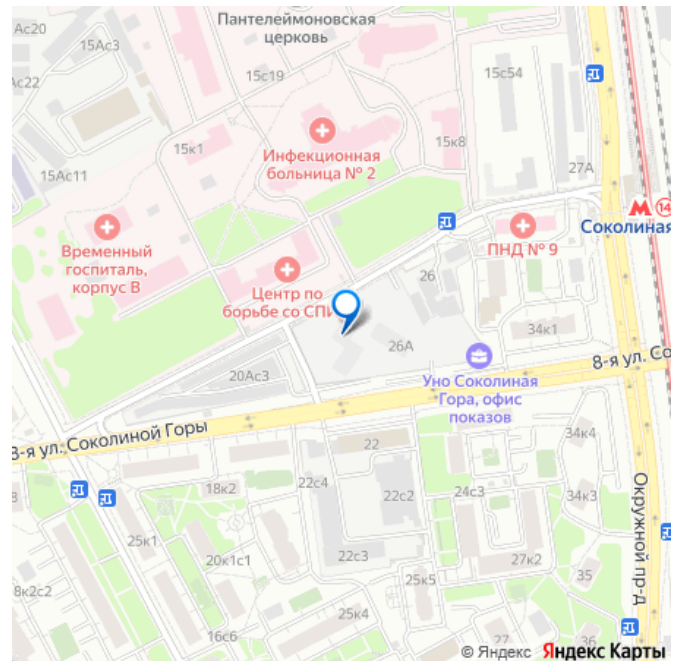 Ас20
Пантелеймоновская
церковь
15Ас3
15с19
15с54
Ас22
15к1
Инфекционная
больница № 2
15к8
27А
15Ас11
14
Соколиная
Временный
госпиталь,
корпус В
ПНД № 9
Центр по
борьбе со СПИ
26
34к1
26А
8-я ул. Со
20Ас3
Уно Соколиная
Гора, офис
показов
8-я ул. Соколиной Горы
22
34к4
18к2
22с4
22с2
24с3
34к3
Окружной пр-д
25к1
20к1с1
22с3
27к2
8к2с2
25к5
35
25к4
16с6
27
36
© Яндекс Яндекс Карты